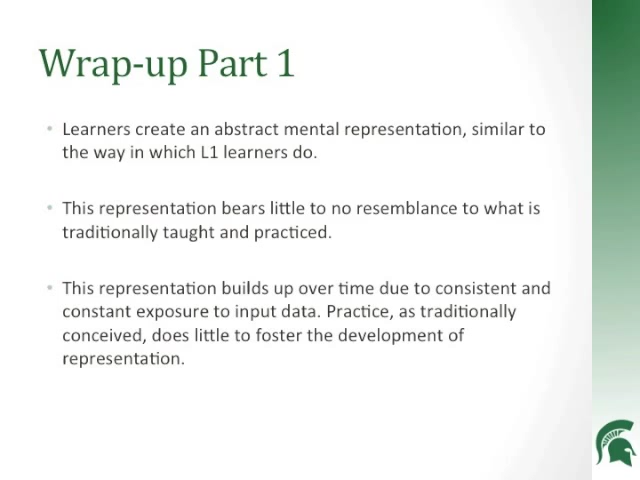 Wrap-up Part 1
• Learners create an abstract mental representation, similar to
the way in which L1 learners do.
• This representation bears little to no resemblance to what is
traditionally taught and practiced.
• This representation builds up over time due to consistent and
constant exposure to input data. Practice, as traditionally
conceived, does little to foster the development of
representation.